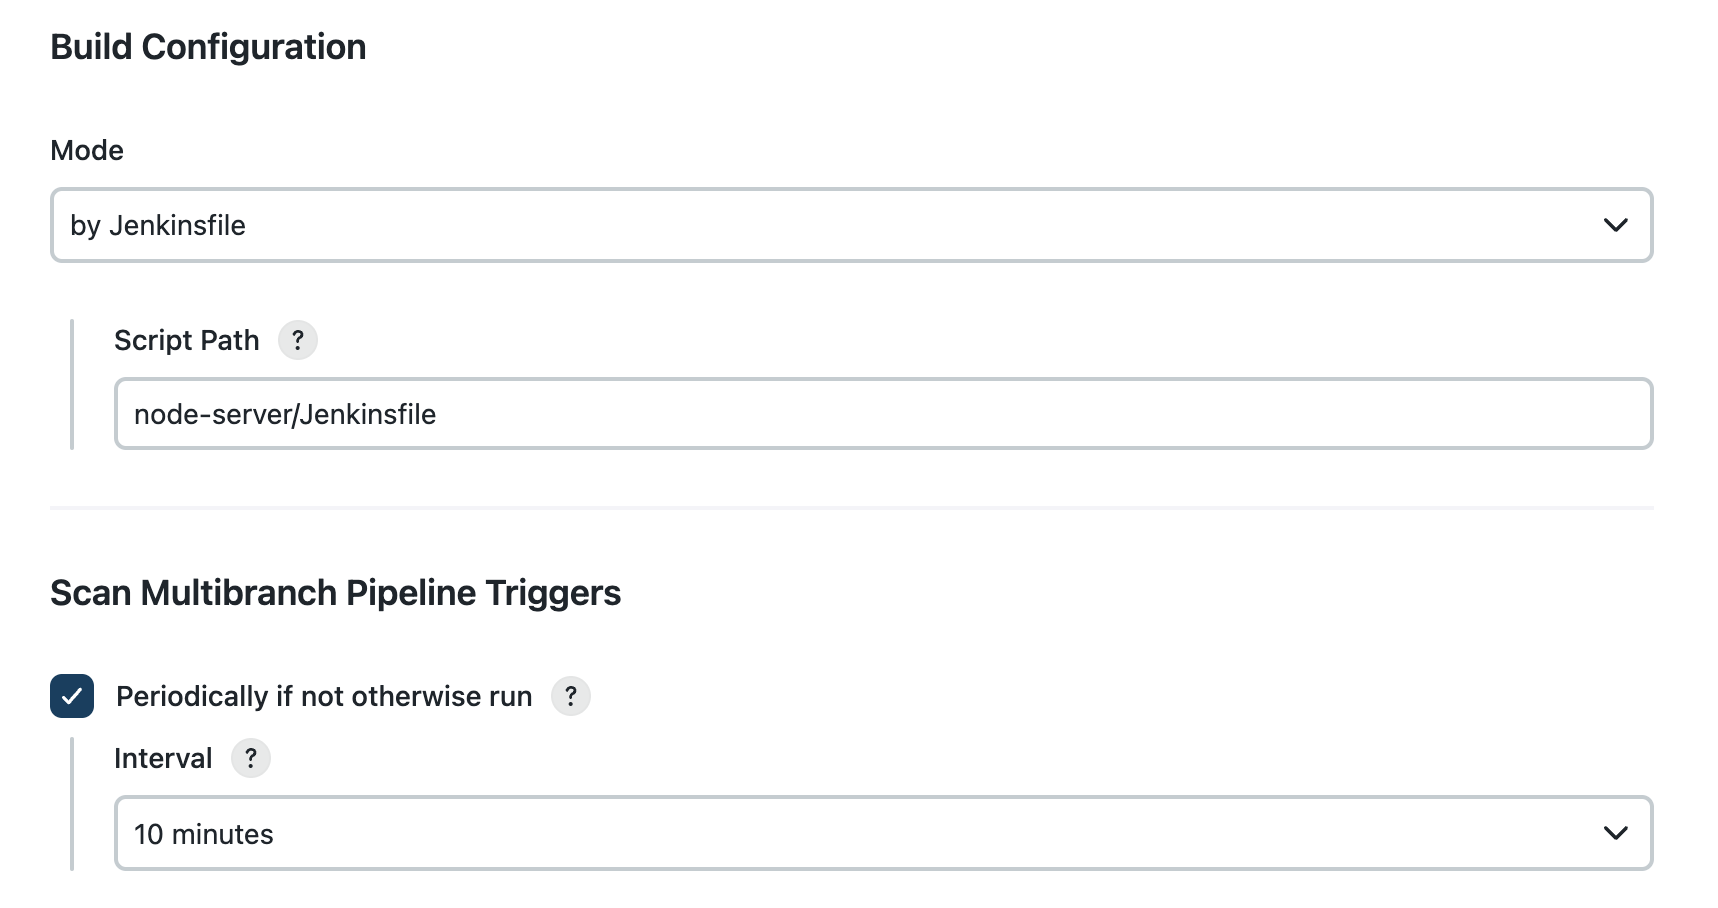 Build Configuration
Mode
by Jenkinsfile
Script Path ?
node-server/Jenkinsfile
Scan Multibranch Pipeline Triggers
Periodically if not otherwise run ?
Interval ?
10 minutes